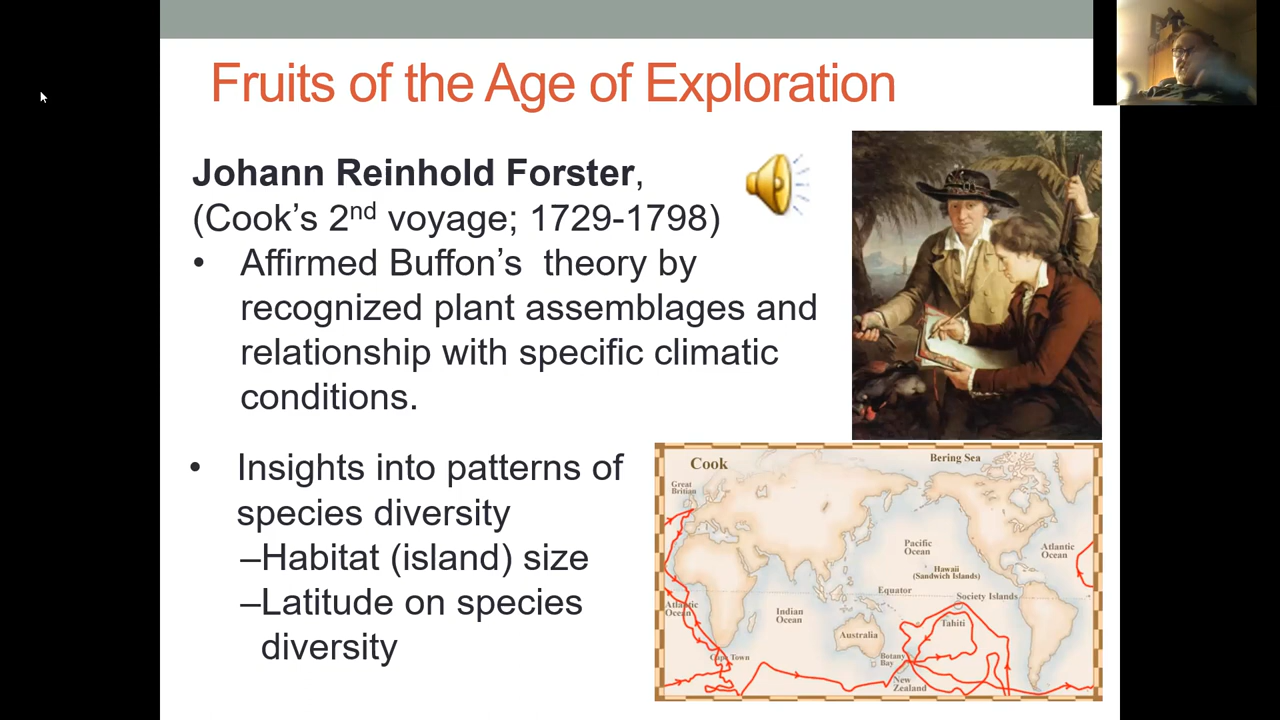 Fruits of the Age of Exploration
Johann Reinhold Forster,
(Cook's 2nd voyage; 1729-1798)
• Affirmed Buffon's  theory by
recognized plant assemblages and
relationship with specific climatic
conditions.
• Insights into patterns of
species diversity
–Habitat (island) size
–Latitude on species
diversity
Cook
Bering Sea
Great
Britian
Pacific
Ocean
Atlantic
Ocean
Hawaii
(Sandwich Islands)
Equator
Society Islands
Atlantic
Ocean
Indian
Ocean
Tahiti
Australia
Cape Town
Botany
Bay
New
Zealand